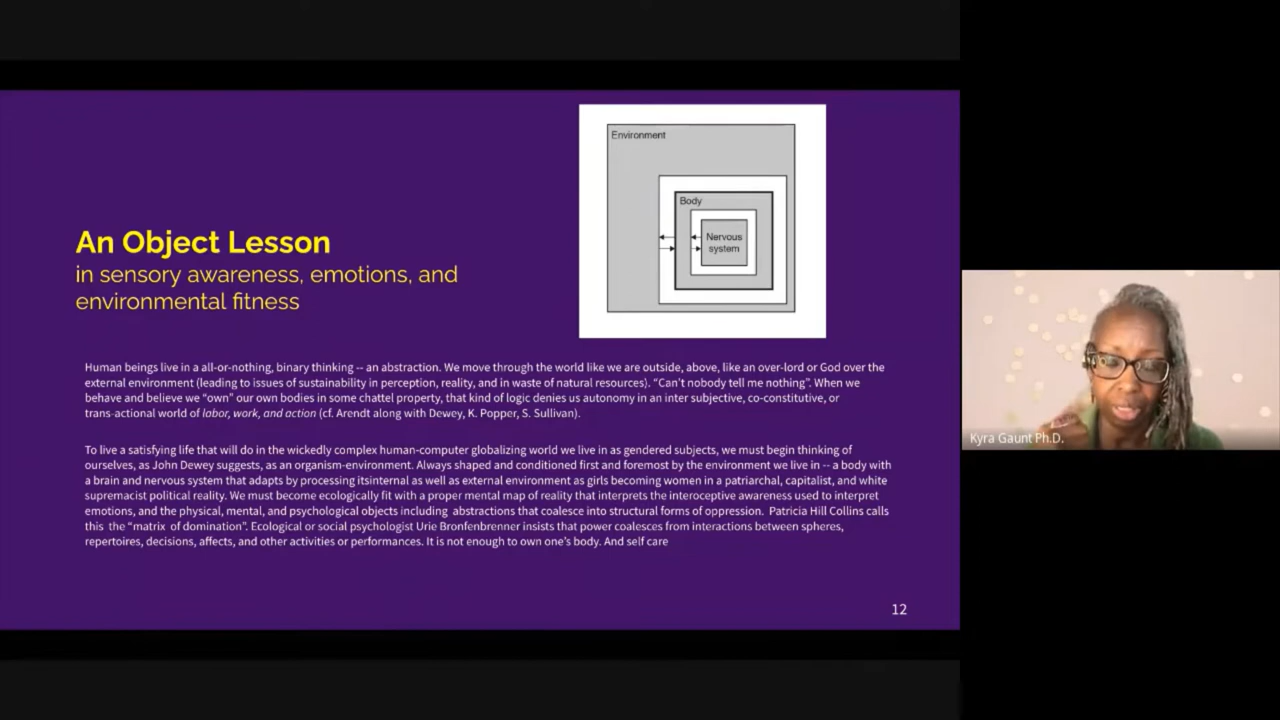 Environment
Body
Nervous
system
An Object Lesson
in sensory awareness, emotions, and
environmental fitness
Human beings live in a all-or-nothing, binary thinking -- an abstraction. We move through the world like we are outside, above, like an over-lord or God over the
external environment (leading to issues of sustainability in perception, reality, and in waste of natural resources). “Can't nobody tell me nothing”. When we
behave and believe we “own” our own bodies in some chattel property, that kind of logic denies us autonomy in an inter subjective, co-constitutive, or
trans-actional world of labor, work, and action (cf. Arendt along with Dewey, K. Popper, S. Sullivan).
To live a satisfying life that will do in the wickedly complex human-computer globalizing world we live in as gendered subjects, we must begin thinking of
ourselves, as John Dewey suggests, as an organism-environment. Always shaped and conditioned first and foremost by the environment we live in -- a body with
a brain and nervous system that adapts by processing itsinternal as well as external environment as girls becoming women in a patriarchal, capitalist, and white
supremacist political reality. We must become ecologically fit with a proper mental map of reality that interprets the interoceptive awareness used to interpret
emotions, and the physical, mental, and psychological objects including abstractions that coalesce into structural forms of oppression. Patricia Hill Collins calls
this the “matrix of domination”. Ecological or social psychologist Urie Bronfenbrenner insists that power coalesces from interactions between spheres,
repertoires, decisions, affects, and other activities or performances. It is not enough to own one's body. And self care
12
Kyra Gaunt Ph.D.